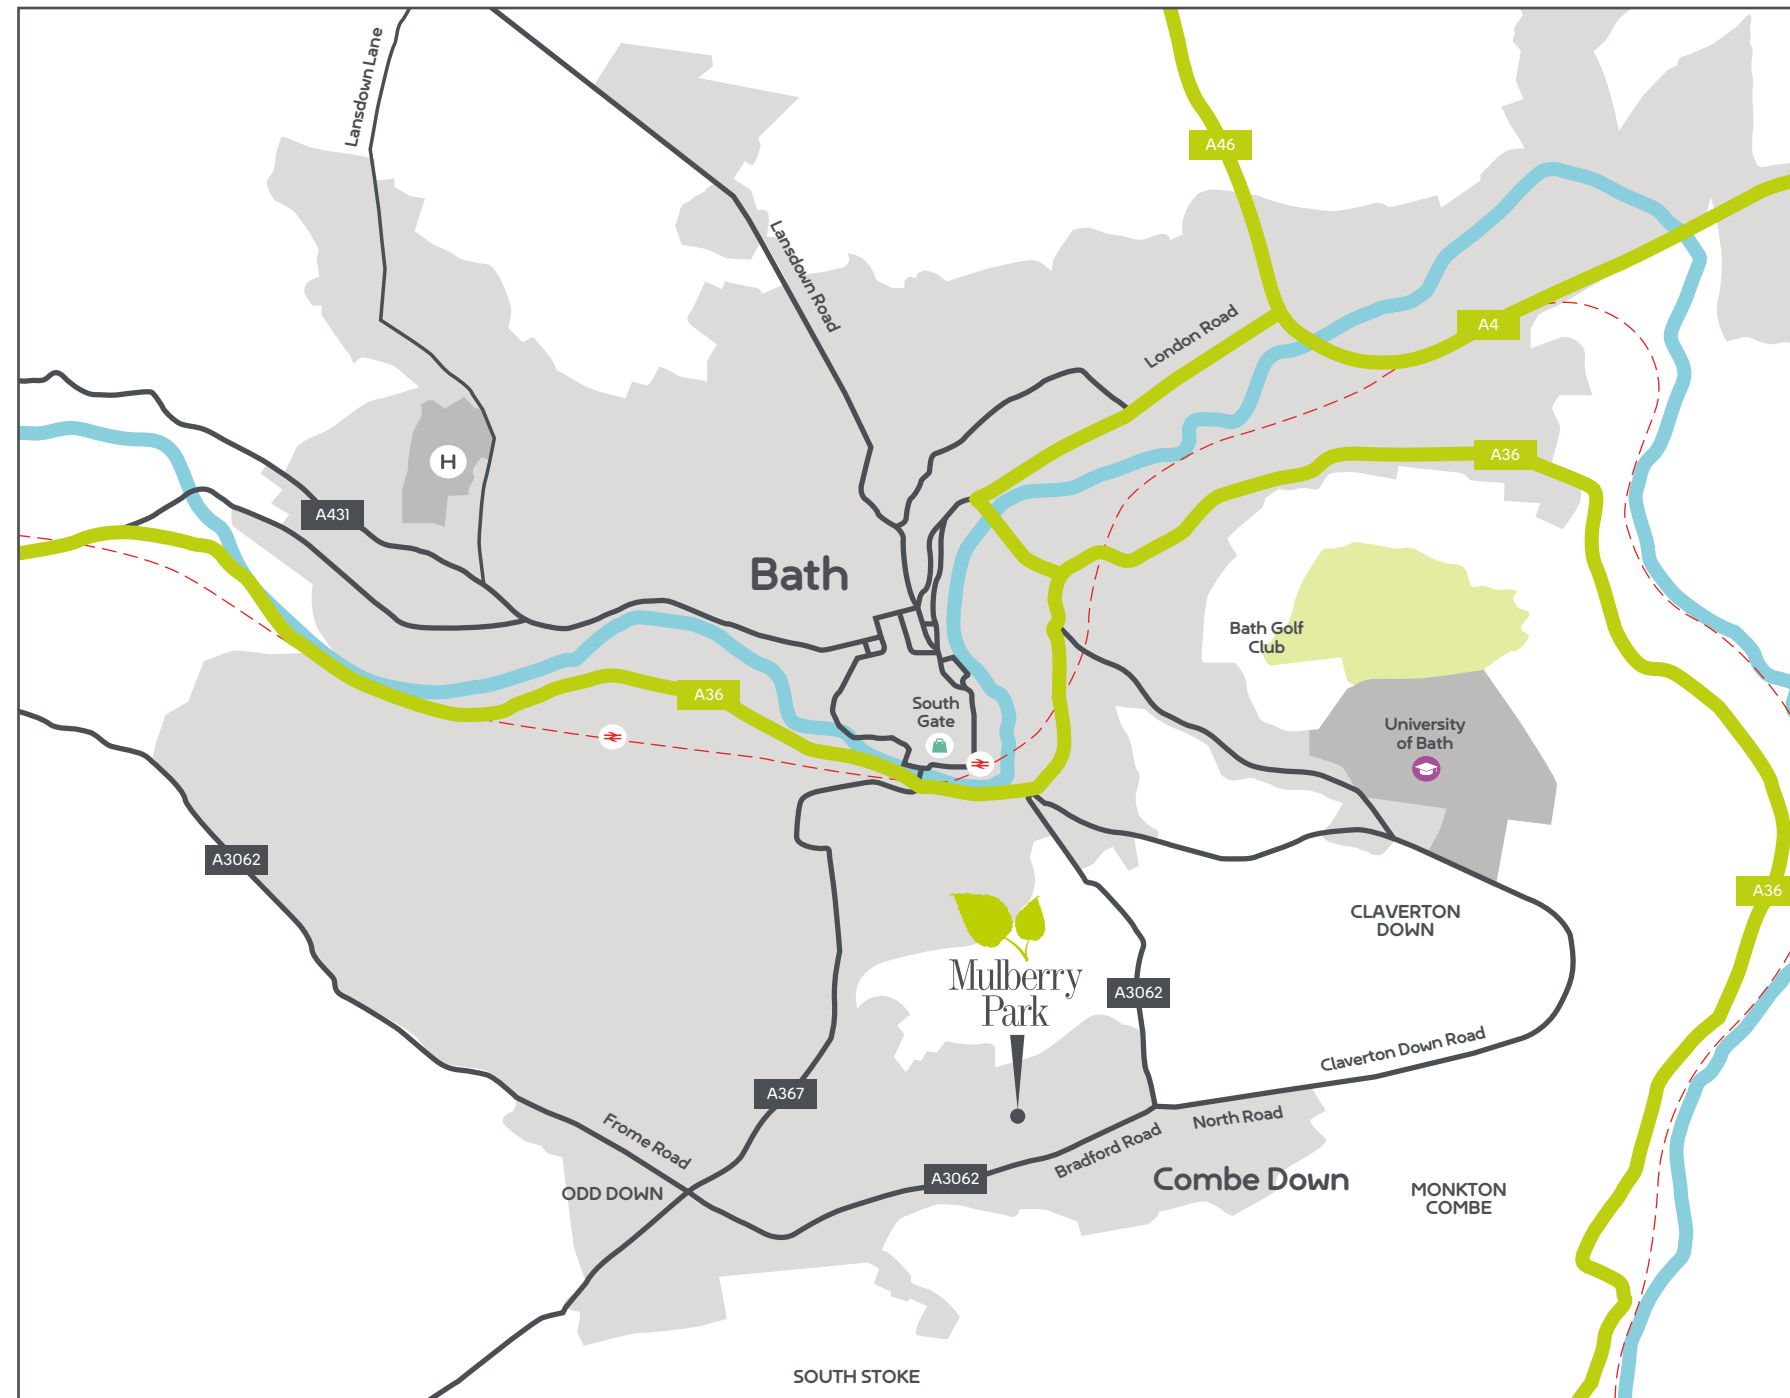 Lansdown Lane
A46
Lansdown Road
London Road
A4
A36
H
A431
Bath
Bath Golf
Club
A36
South
Gate
University
of Bath
A3062
A36
CLAVERTON
DOWN
Mulberry
Park
A3062
Claverton Down Road
A367
North Road
Frome Road
Bradford Road
A3062
Combe Down
ODD DOWN
MONKTON
COMBE
SOUTH STOKE